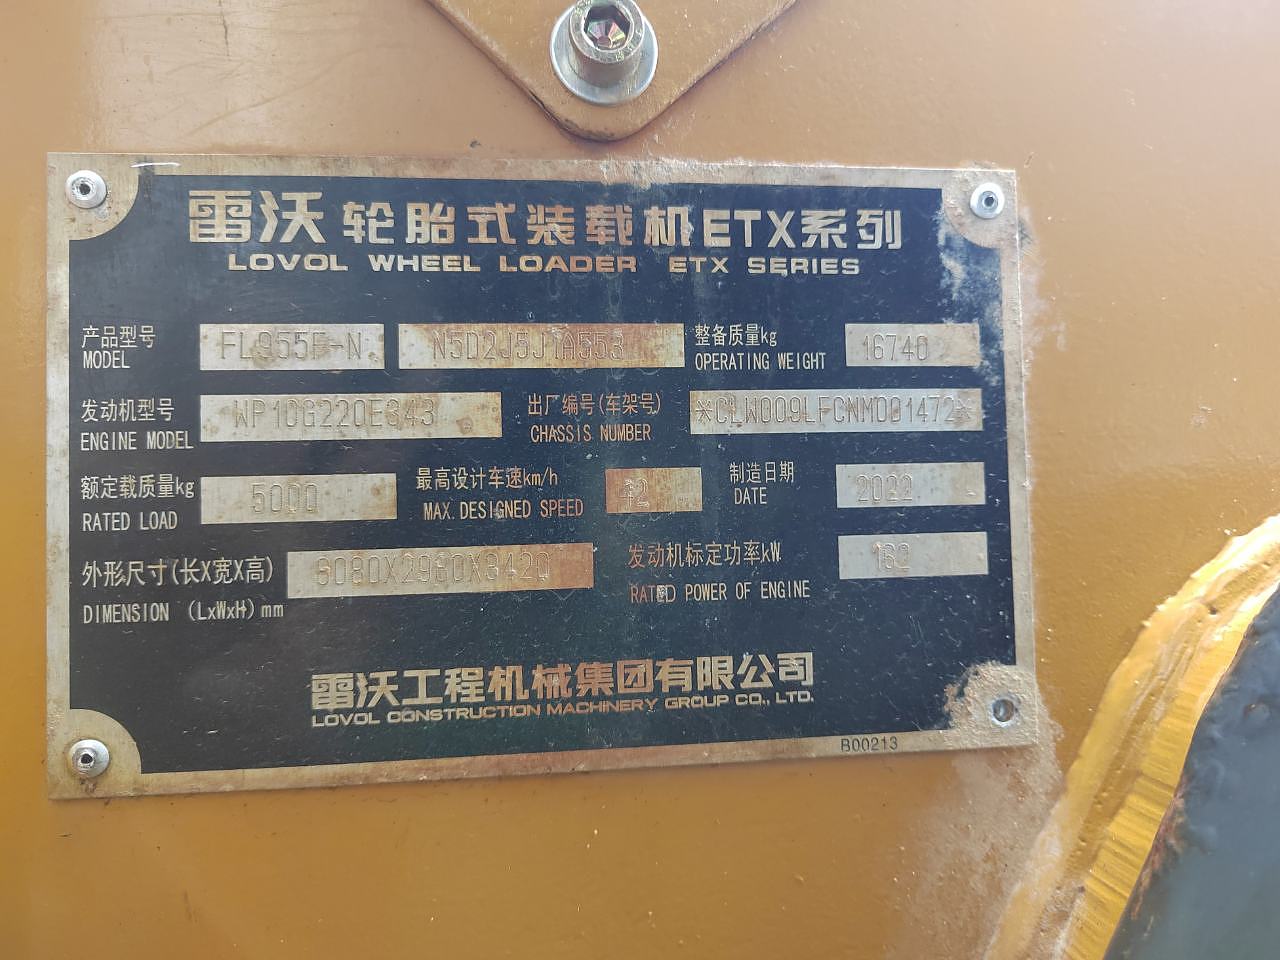 雷沃轮胎式装载机ETX系列
LOVOL WHEEL LOADER ETX SERIES
产品型号 FL955F-N N5D2J5J1A553 整备质量kg 16740
MODEL OPERATING WEIGHT
发动机型号 WP10G220E343 出厂编号(车架号) *CLW009LFCNMD01472*
ENGINE MODEL CHASSIS NUMBER
额定载质量kg 5000 最高设计车速km/h 42 制造日期 2022
RATED LOAD MAX.DESIGNED SPEED DATE
外形尺寸(长X宽X高) 8080X2980X3420 发动机标定功率kW 162
DIMENSION (LxWxH)mm RATED POWER OF ENGINE
雷沃工程机械集团有限公司
LOVOL CONSTRUCTION MACHINERY GROUP CO., LTD.
B00213